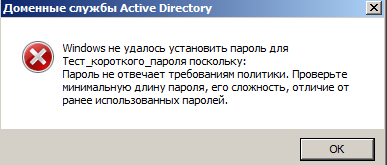 Доменные службы Active Directory
Windows не удалось установить пароль для
Тест_короткого_пароля поскольку:
Пароль не отвечает требованиям политики. Проверьте
минимальную длину пароля, его сложность, отличие от
ранее использованных паролей.
ОК